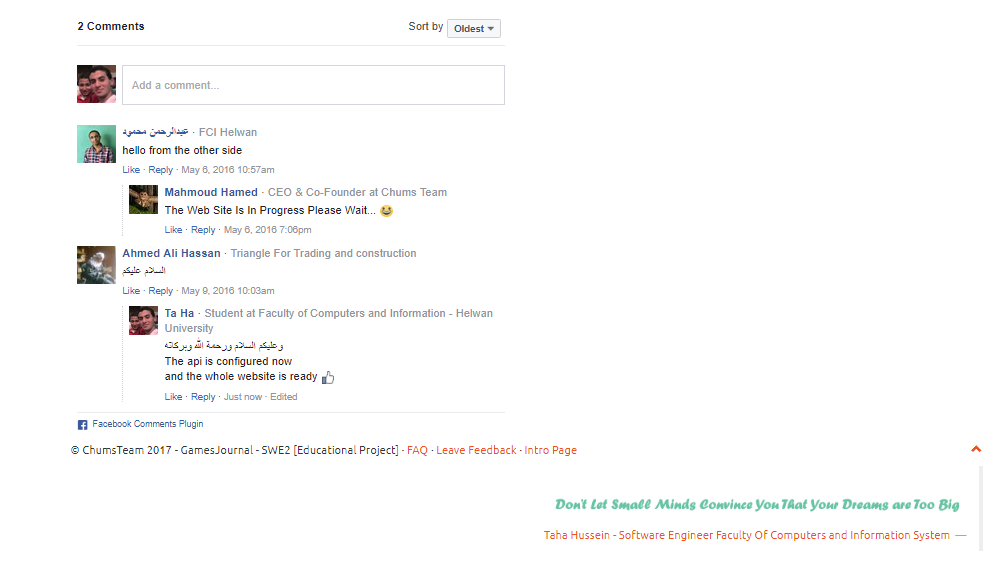 2 Comments
Sort by Oldest
Add a comment...
عبدالرحمن محمود · FCI Helwan
hello from the other side
Like · Reply · May 6, 2016 10:57am
Mahmoud Hamed · CEO & Co-Founder at Chums Team
The Web Site Is In Progress Please Wait... 😆
Like · Reply · May 6, 2016 7:06pm
Ahmed Ali Hassan · Triangle For Trading and construction
السلام عليكم
Like · Reply · May 9, 2016 10:03am
Ta Ha · Student at Faculty of Computers and Information - Helwan
University
وعليكم السلام ورحمة الله وبركاته
The api is configured now
and the whole website is ready 👍
Like · Reply · Just now · Edited
Facebook Comments Plugin
© ChumsTeam 2017 - GamesJournal - SWE2 [Educational Project] · FAQ · Leave Feedback · Intro Page
Don't Let Small Minds Convince You That Your Dreams are Too Big
Taha Hussein - Software Engineer Faculty Of Computers and Information System —